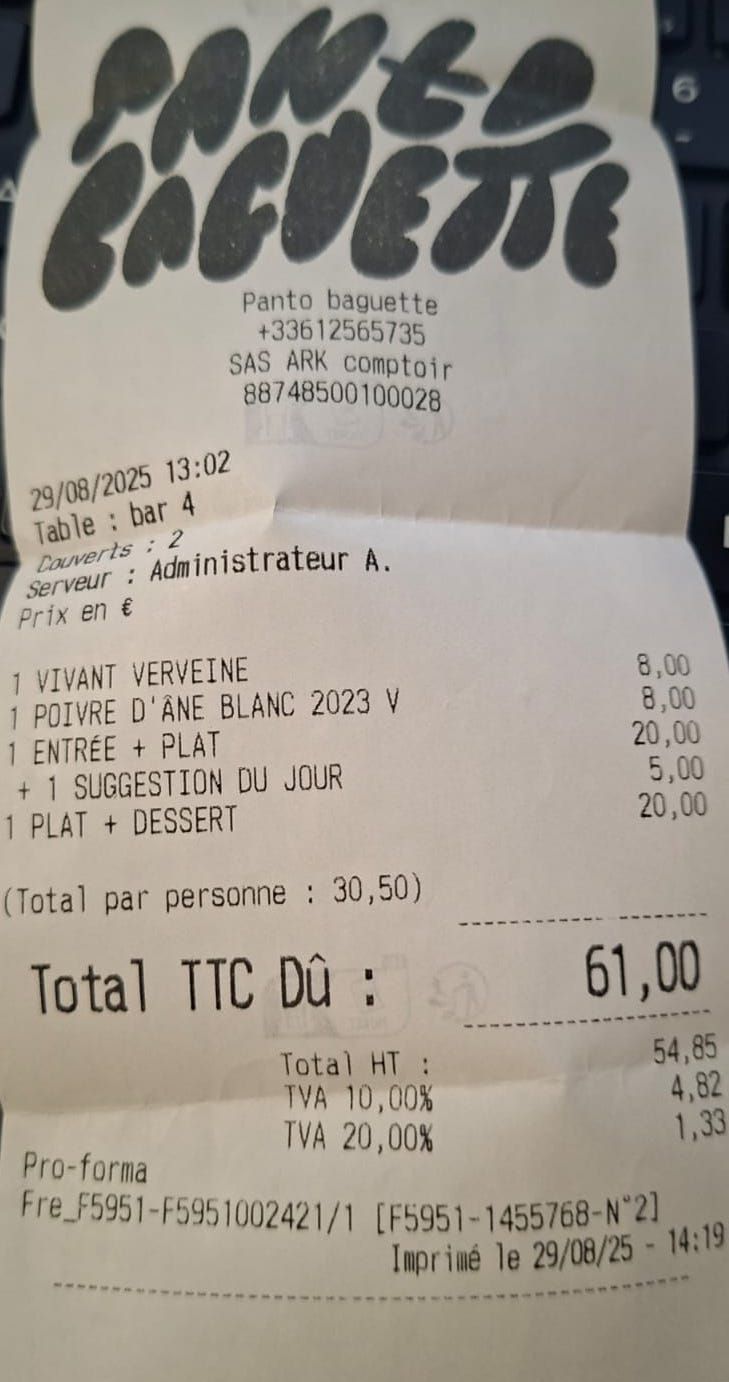 PANTO
BAGUETTE
Panto baguette
+33612565735
SAS ARK comptoir
88748500100028
29/08/2025 13:02
Table : bar 4
Couverts : 2
Serveur : Administrateur A.
Prix en €
1 VIVANT VERVEINE 8,00
1 POIVRE D'ÂNE BLANC 2023 V 8,00
1 ENTRÉE + PLAT 20,00
+ 1 SUGGESTION DU JOUR 5,00
1 PLAT + DESSERT 20,00
(Total par personne : 30,50)
Total TTC Dû : 61,00
Total HT : 54,85
TVA 10,00% 4,82
TVA 20,00% 1,33
Pro-forma
Fre_F5951-F5951002421/1 [F5951-1455768-N°2]
Imprimé le 29/08/25 - 14:19